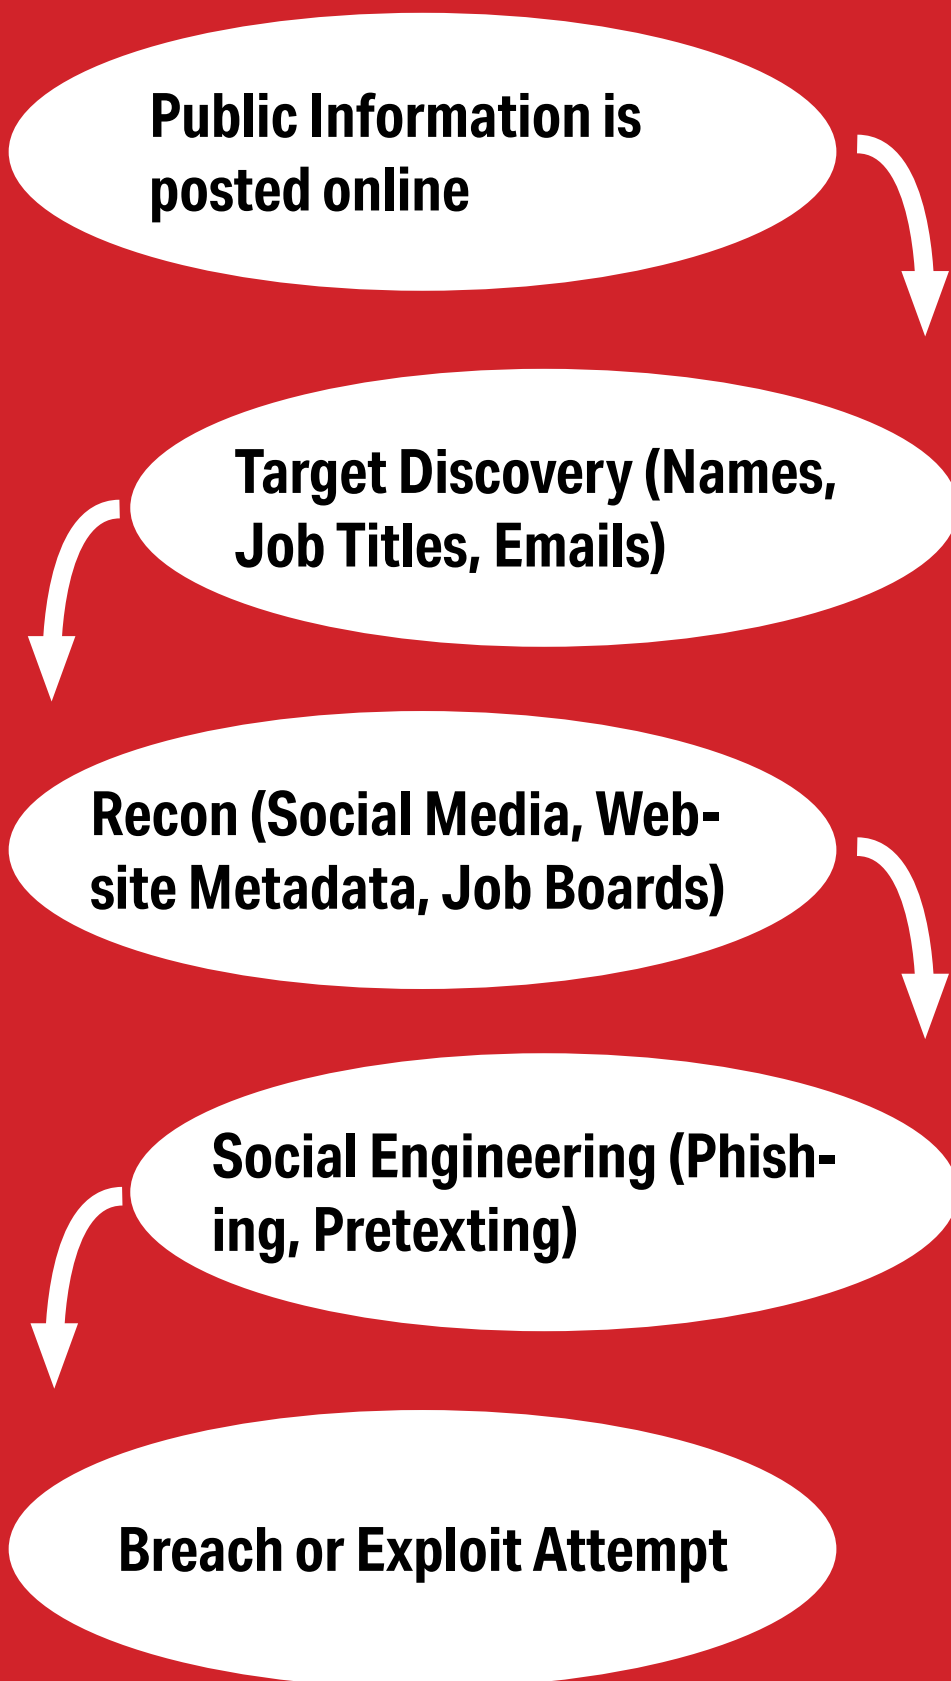 Public Information is
posted online
Target Discovery (Names,
Job Titles, Emails)
Recon (Social Media, Web-
site Metadata, Job Boards)
Social Engineering (Phish-
ing, Pretexting)
Breach or Exploit Attempt